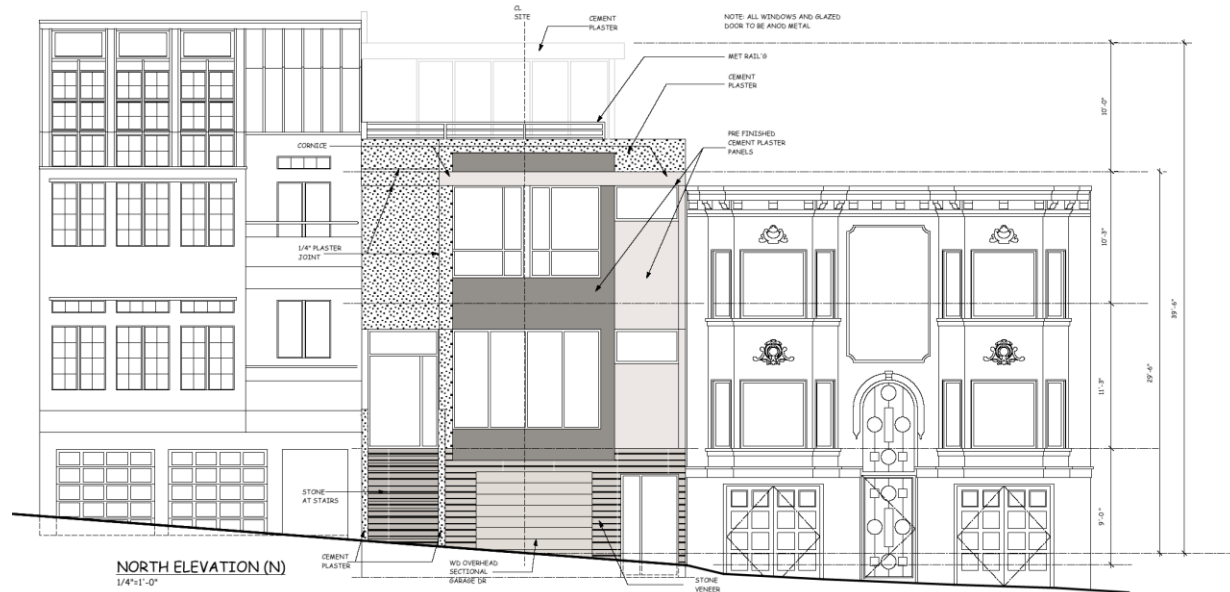 CL
SITE
CEMENT
PLASTER
NOTE: ALL WINDOWS AND GLAZED
DOOR TO BE ANOD METAL
MET RAIL'G
CEMENT
PLASTER
10'-0"
CORNICE
PRE FINISHED
CEMENT PLASTER
PANELS
1/4" PLASTER
JOINT
10'-3"
39'-6"
29'-6"
11'-3"
STONE
AT STAIRS
9'-0"
CEMENT
PLASTER
WD OVERHEAD
SECTIONAL
GARAGE DR
STONE
VENEER
NORTH ELEVATION (N)
1/4"=1'-0"